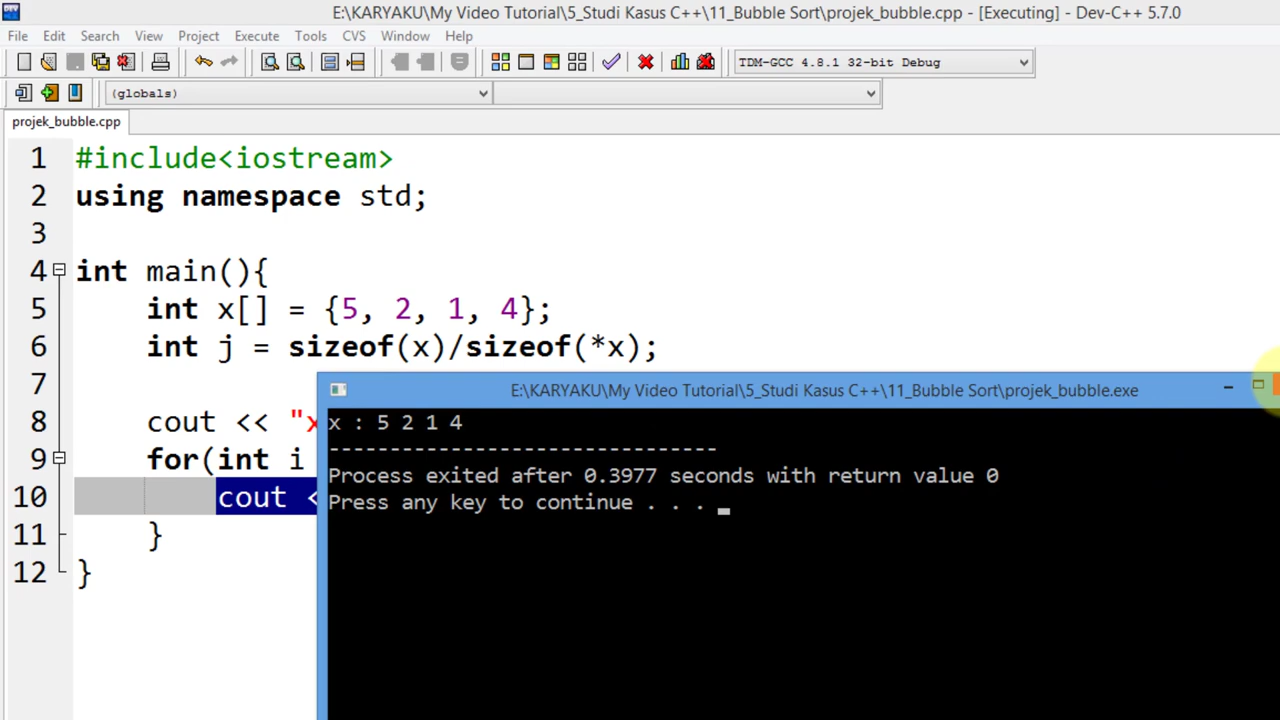 E:\KARYAKU\My Video Tutorial\5_Studi Kasus C++\11_Bubble Sort\projek_bubble.cpp - [Executing] - Dev-C++ 5.7.0
File Edit Search View Project Execute Tools CVS Window Help
TDM-GCC 4.8.1 32-bit Debug
(globals)
projek_bubble.cpp
1 #include<iostream>
2 using namespace std;
3
4 int main(){
5 int x[] = {5, 2, 1, 4};
6 int j = sizeof(x)/sizeof(*x);
7
8 cout << "x
9 for(int i
10 cout <
11 }
12 }
E:\KARYAKU\My Video Tutorial\5_Studi Kasus C++\11_Bubble Sort\projek_bubble.exe
x : 5 2 1 4
--------------------------------
Process exited after 0.3977 seconds with return value 0
Press any key to continue . . .